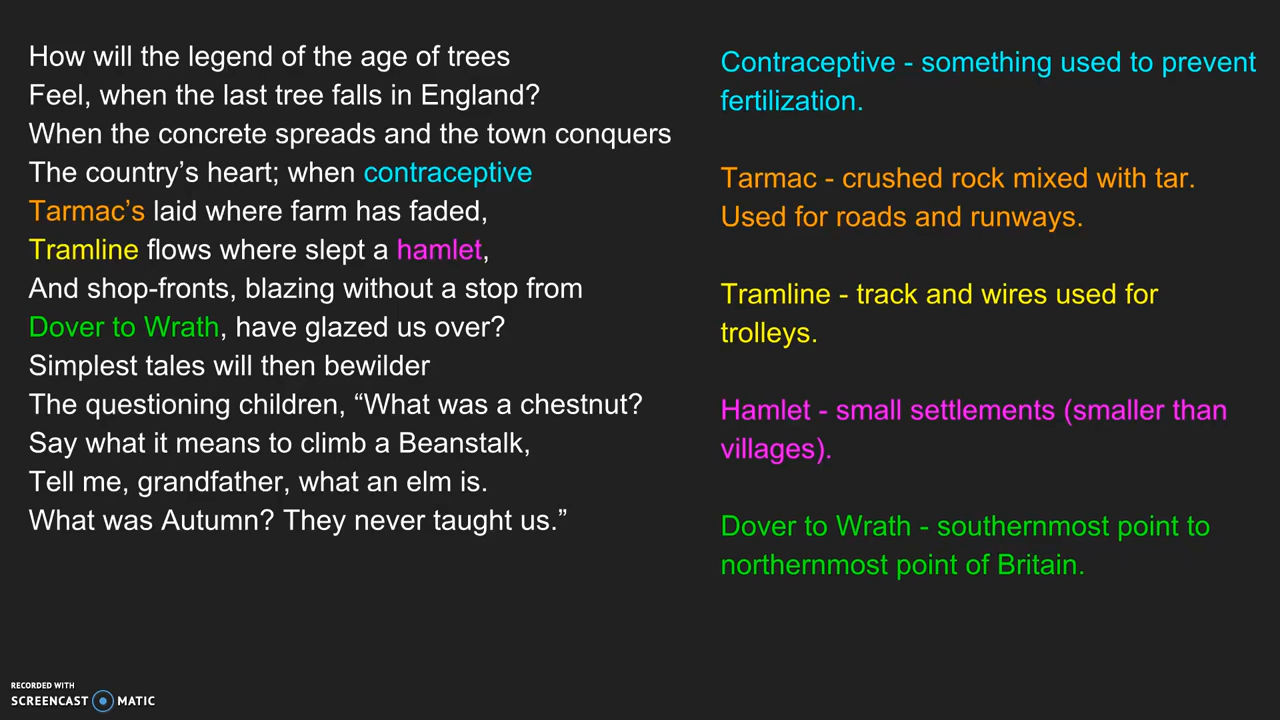 How will the legend of the age of trees
Feel, when the last tree falls in England?
When the concrete spreads and the town conquers
The country’s heart; when contraceptive
Tarmac’s laid where farm has faded,
Tramline flows where slept a hamlet,
And shop-fronts, blazing without a stop from
Dover to Wrath, have glazed us over?
Simplest tales will then bewilder
The questioning children, “What was a chestnut?
Say what it means to climb a Beanstalk,
Tell me, grandfather, what an elm is.
What was Autumn? They never taught us.”
Contraceptive - something used to prevent
fertilization.
Tarmac - crushed rock mixed with tar.
Used for roads and runways.
Tramline - track and wires used for
trolleys.
Hamlet - small settlements (smaller than
villages).
Dover to Wrath - southernmost point to
northernmost point of Britain.
RECORDED WITH
SCREENCAST MATIC